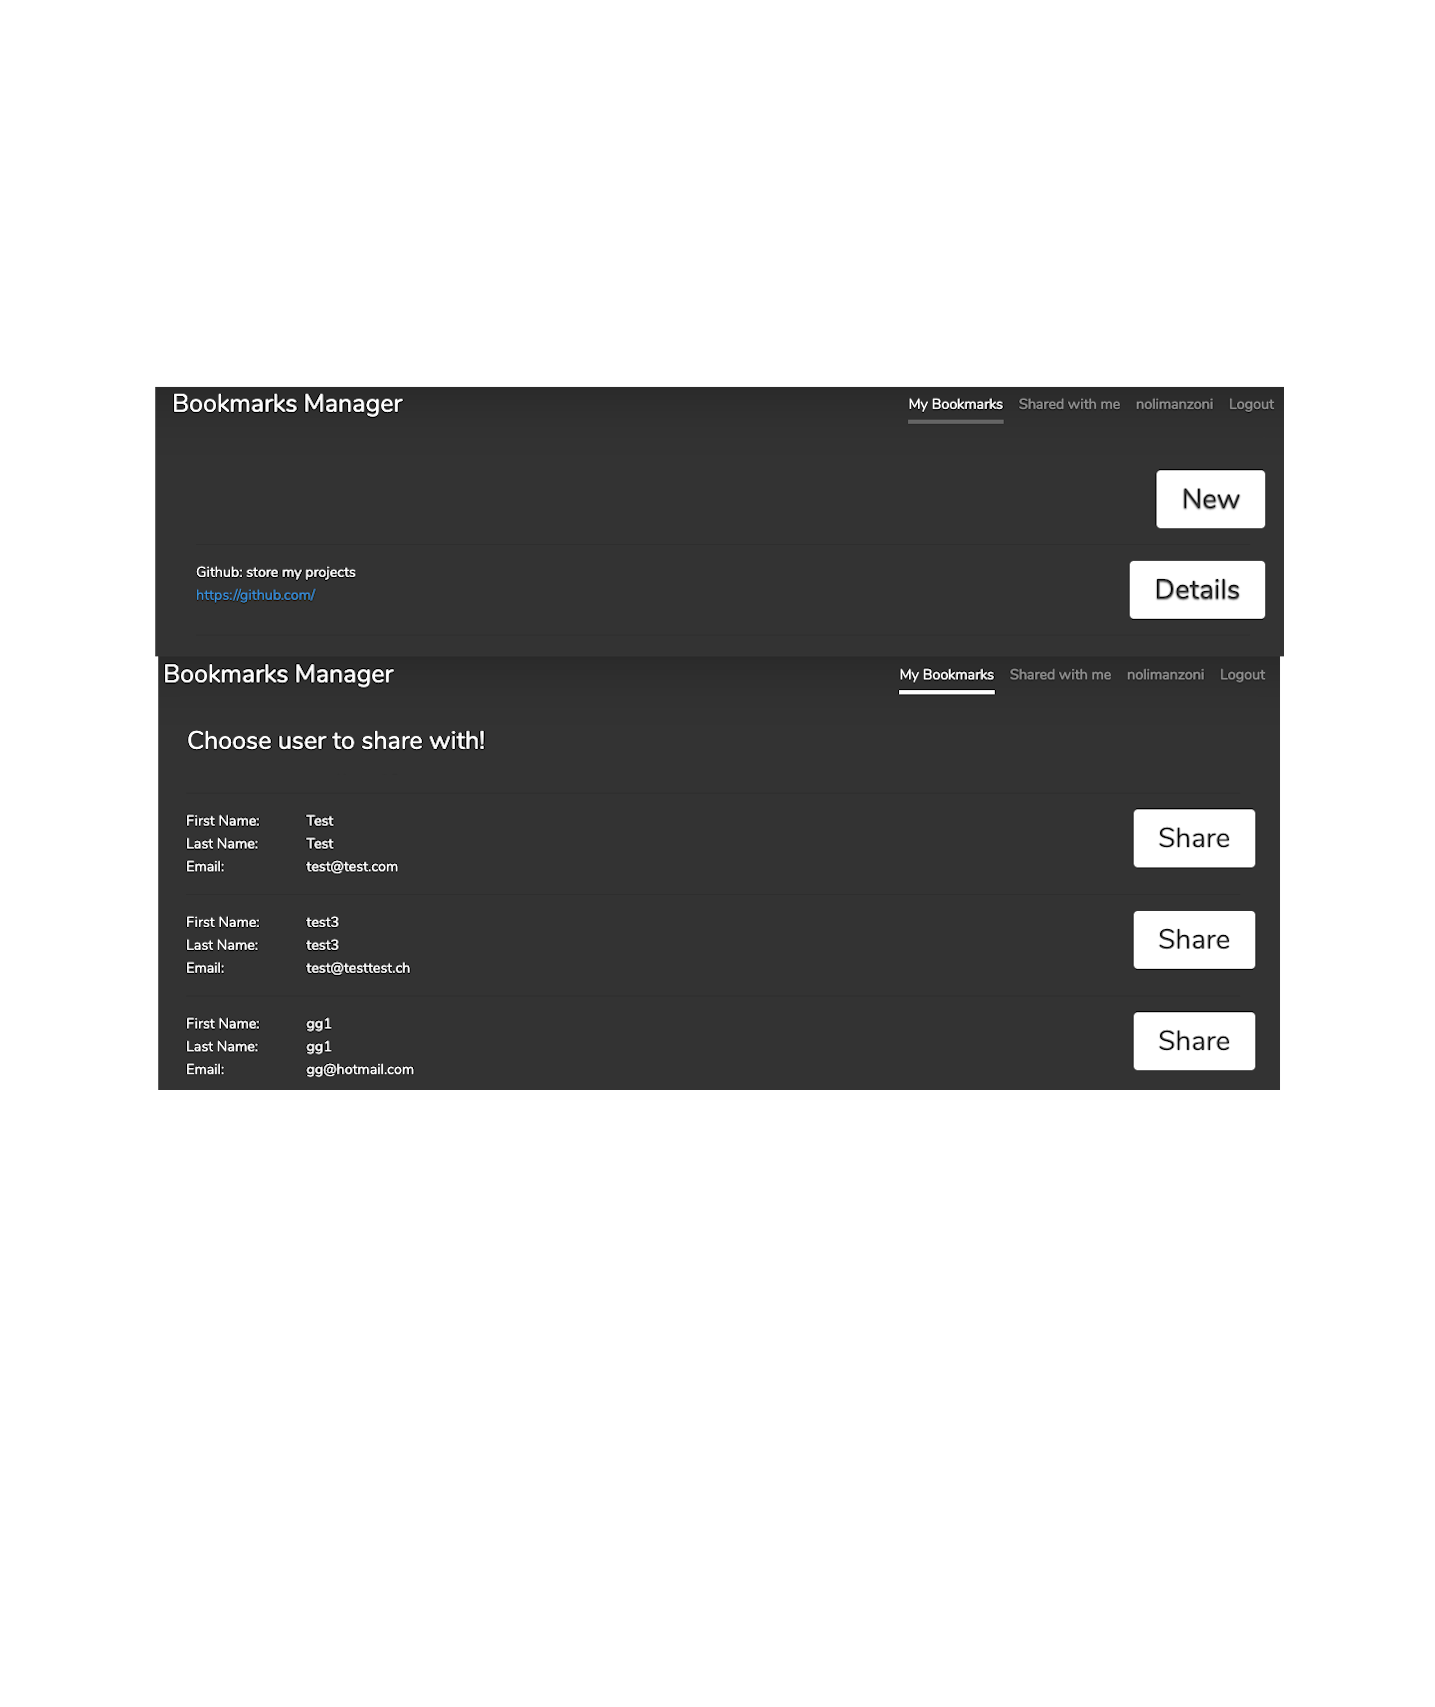 Bookmarks Manager
My Bookmarks Shared with me nolimanzoni Logout
New
Github: store my projects
https://github.com/
Details
Bookmarks Manager
My Bookmarks Shared with me nolimanzoni Logout
Choose user to share with!
First Name: Test
Last Name: Test
Email: test@test.com
Share
First Name: test3
Last Name: test3
Email: test@testtest.ch
Share
First Name: gg1
Last Name: gg1
Email: gg@hotmail.com
Share